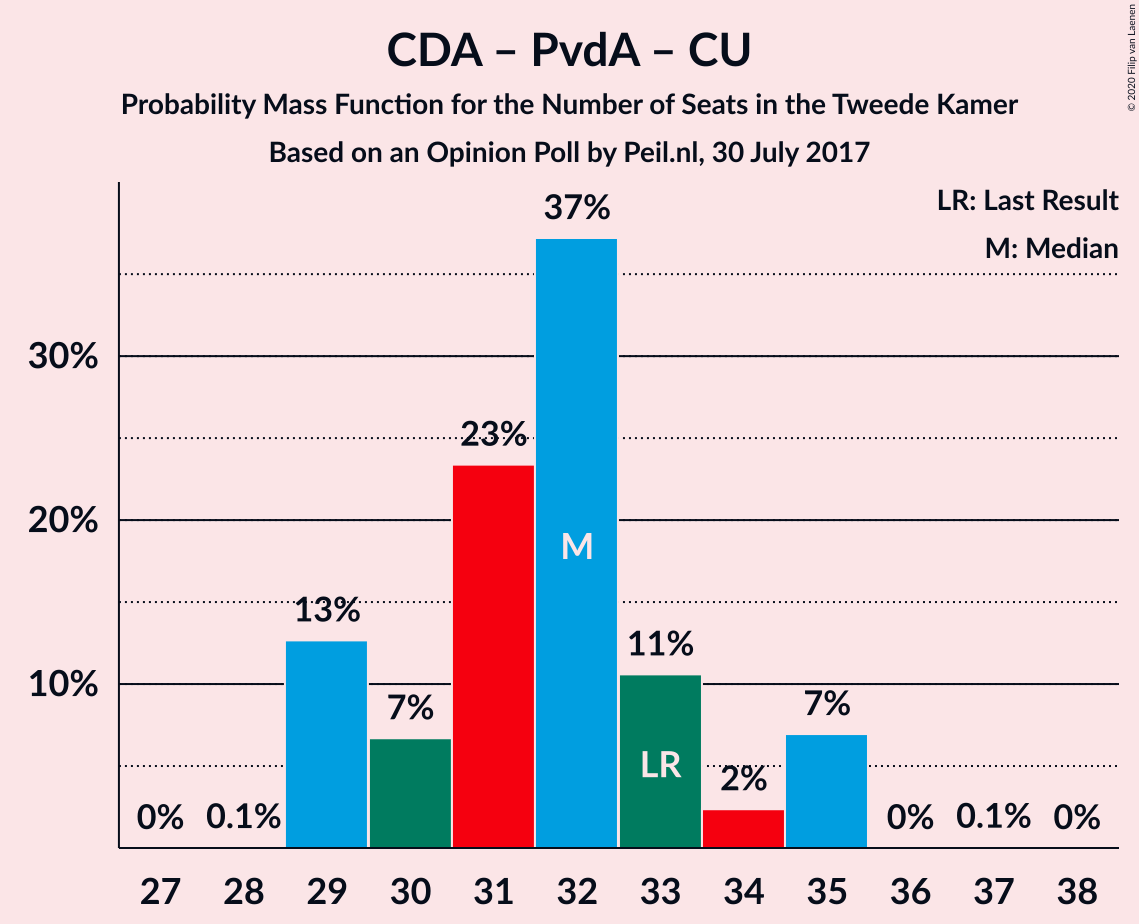 CDA – PvdA – CU
Probability Mass Function for the Number of Seats in the Tweede Kamer
Based on an Opinion Poll by Peil.nl, 30 July 2017
© 2020 Filip van Laenen
LR: Last Result
M: Median
30%
20%
10%
0%
0.1%
13%
7%
23%
37%
M
11%
LR
2%
7%
0%
0.1%
0%
27 28 29 30 31 32 33 34 35 36 37 38